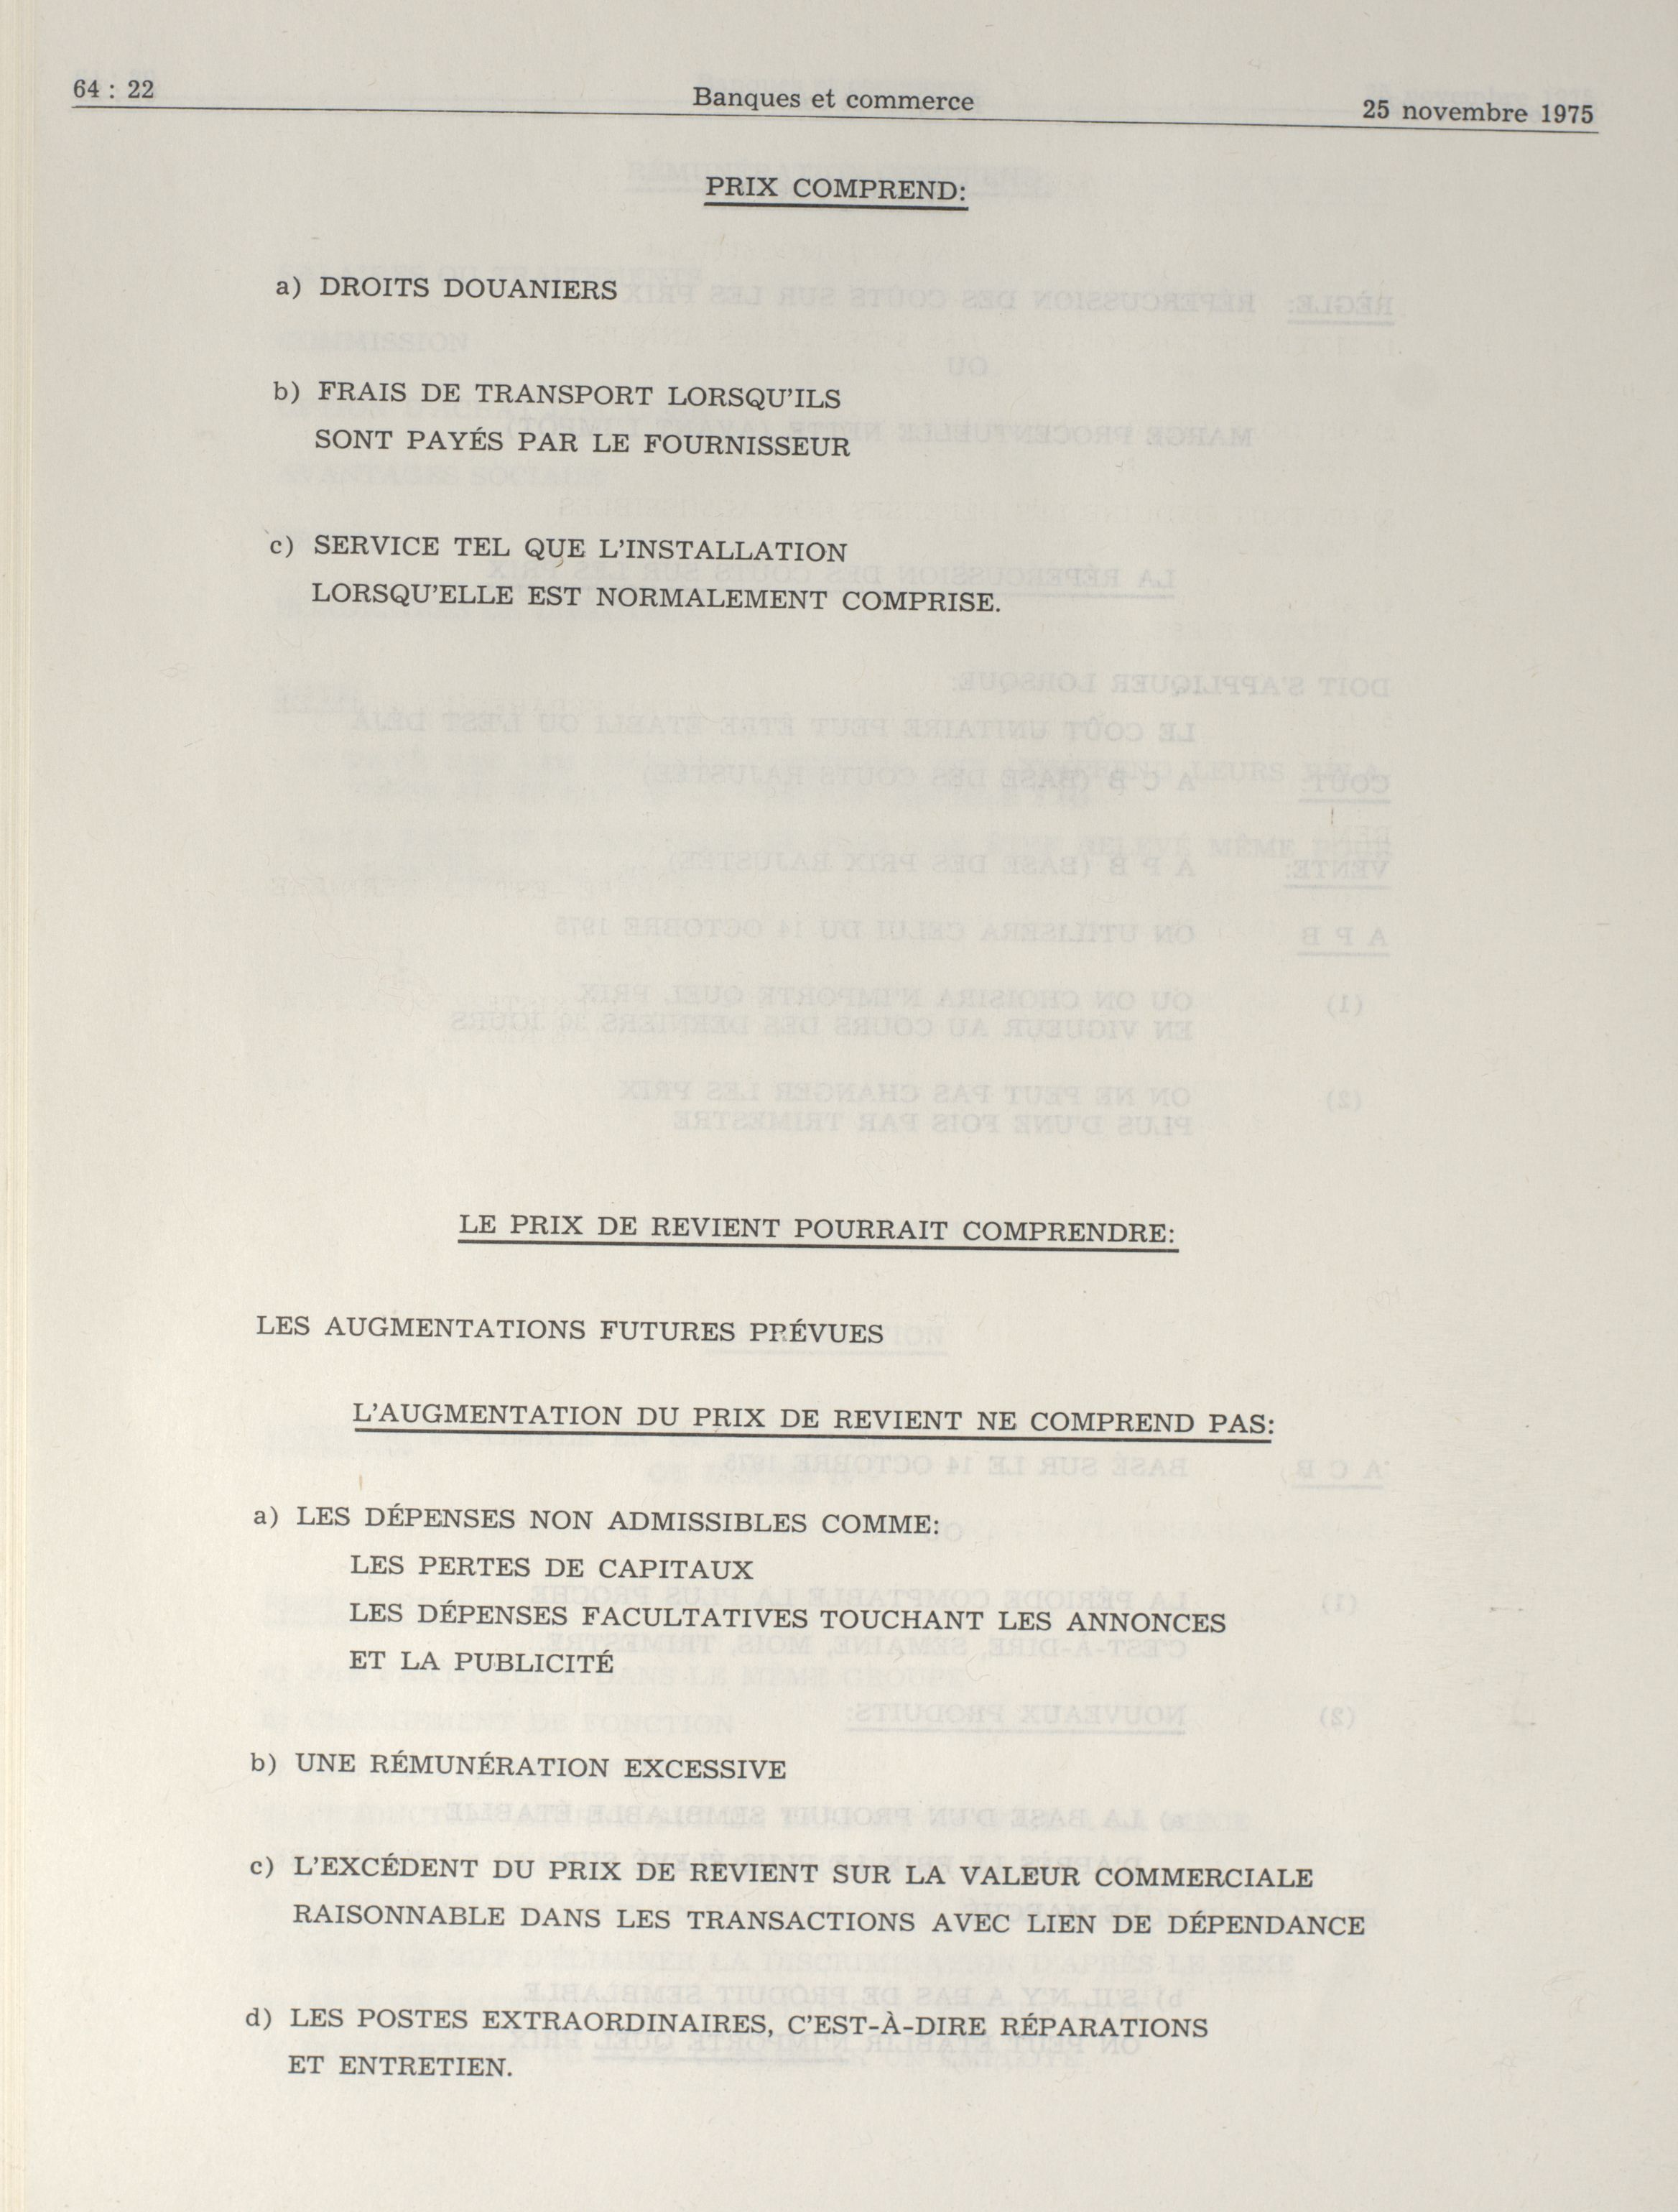 64 : 22
Banques et commerce
25 novembre 1975
PRIX COMPREND:
a) DROITS DOUANIERS
b) FRAIS DE TRANSPORT LORSQU'ILS
SONT PAYÉS PAR LE FOURNISSEUR
c) SERVICE TEL QUE L'INSTALLATION
LORSQU'ELLE EST NORMALEMENT COMPRISE.
LE PRIX DE REVIENT POURRAIT COMPRENDRE:
LES AUGMENTATIONS FUTURES PRÉVUES
L'AUGMENTATION DU PRIX DE REVIENT NE COMPREND PAS:
a) LES DÉPENSES NON ADMISSIBLES COMME:
LES PERTES DE CAPITAUX
LES DÉPENSES FACULTATIVES TOUCHANT LES ANNONCES
ET LA PUBLICITÉ
b) UNE RÉMUNÉRATION EXCESSIVE
c) L'EXCÉDENT DU PRIX DE REVIENT SUR LA VALEUR COMMERCIALE
RAISONNABLE DANS LES TRANSACTIONS AVEC LIEN DE DÉPENDANCE
d) LES POSTES EXTRAORDINAIRES, C'EST-À-DIRE RÉPARATIONS
ET ENTRETIEN.